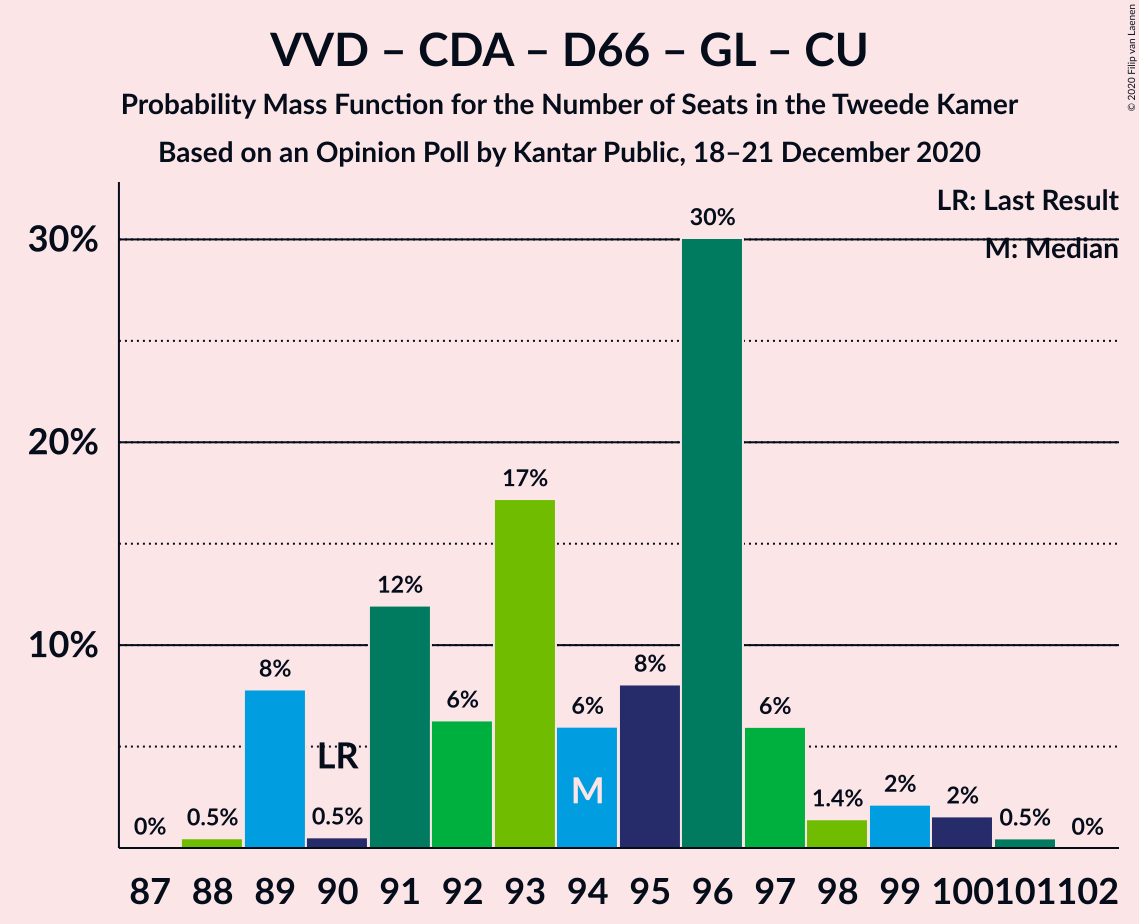 VVD – CDA – D66 – GL – CU
Probability Mass Function for the Number of Seats in the Tweede Kamer
Based on an Opinion Poll by Kantar Public, 18–21 December 2020
© 2020 Filip van Laenen
LR: Last Result
M: Median
30%
20%
10%
0%
0.5%
8%
LR
0.5%
12%
6%
17%
6%
M
8%
30%
6%
1.4%
2%
2%
0.5%
0%
87 88 89 90 91 92 93 94 95 96 97 98 99 100 101 102